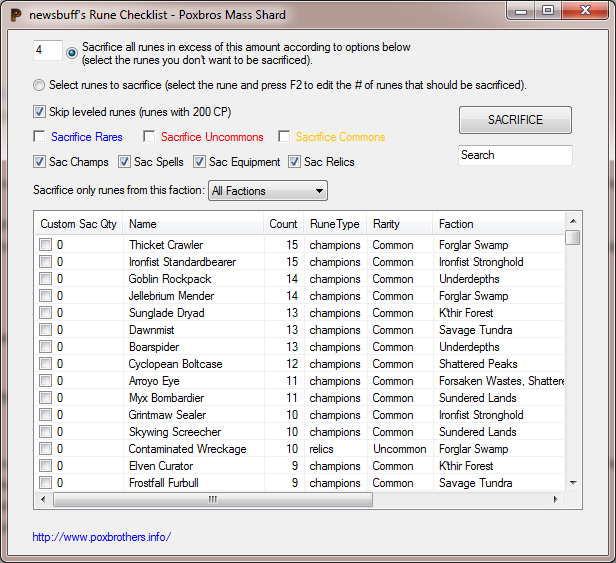 newsbuff's Rune Checklist - Poxbros Mass Shard
4 Sacrifice all runes in excess of this amount according to options below
(select the runes you don't want to be sacrificed).
Select runes to sacrifice (select the rune and press F2 to edit the # of runes that should be sacrificed).
Skip leveled runes (runes with 200 CP)
SACRIFICE
Sacrifice Rares Sacrifice Uncommons Sacrifice Commons
Sac Champs Sac Spells Sac Equipment Sac Relics
Search
Sacrifice only runes from this faction: All Factions
Custom Sac Qty Name Count RuneType Rarity Faction
0 Thicket Crawler 15 champions Common Forglar Swamp
0 Ironfist Standardbearer 15 champions Common Ironfist Stronghold
0 Goblin Rockpack 14 champions Common Underdepths
0 Jellebrium Mender 14 champions Common Forglar Swamp
0 Sunglade Dryad 13 champions Common K'thir Forest
0 Dawnmist 13 champions Common Savage Tundra
0 Boarspider 13 champions Common Underdepths
0 Cyclopean Boltcase 12 champions Common Shattered Peaks
0 Arroyo Eye 11 champions Common Forsaken Wastes, Shattere
0 Myx Bombardier 11 champions Common Sundered Lands
0 Grintmaw Sealer 10 champions Common Ironfist Stronghold
0 Skywing Screecher 10 champions Common Sundered Lands
0 Contaminated Wreckage 10 relics Uncommon Forglar Swamp
0 Elven Curator 9 champions Common K'thir Forest
0 Frostfall Furbull 9 champions Common Savage Tundra
http://www.poxbrothers.info/